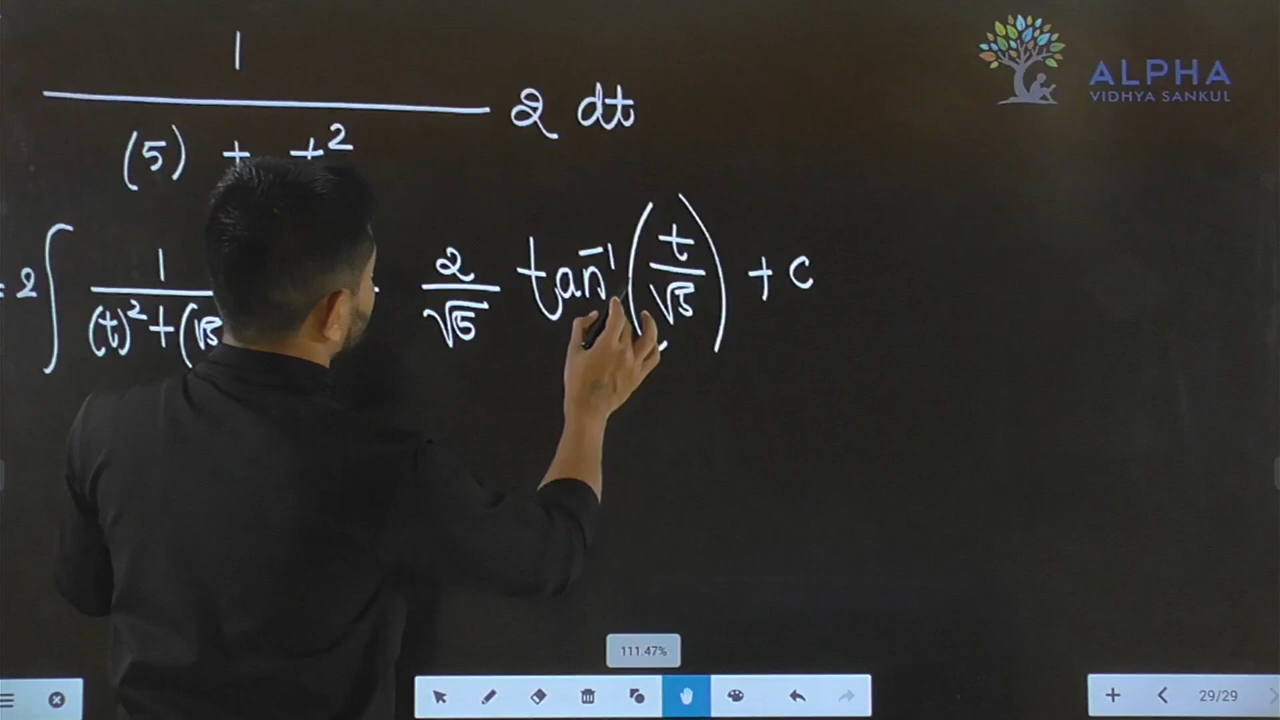 ALPHA
VIDHYA SANKUL
1
2 dt
(5) + t²
= 2 ∫ 1 2 tan⁻¹ (t/√5) + c
(t)² + (√5 √5
111.47%
29/29